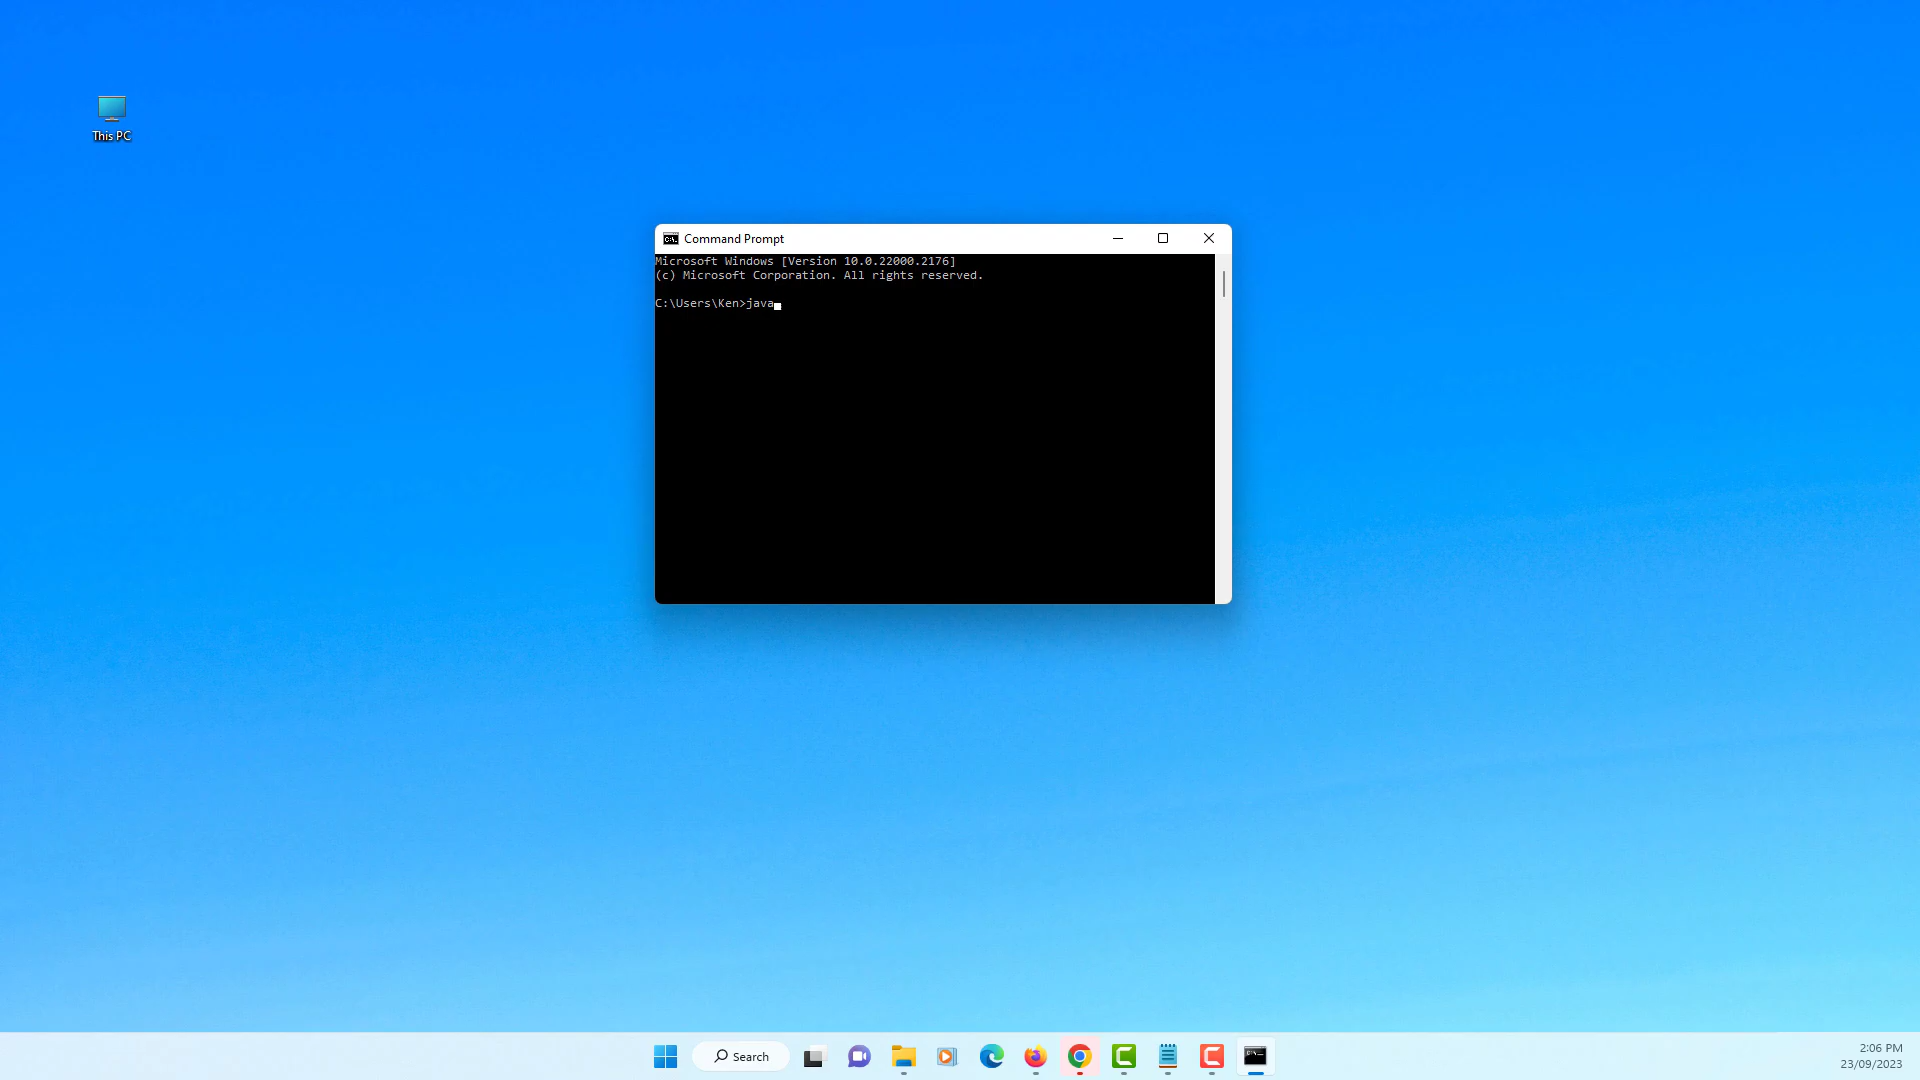 This PC
Command Prompt
Microsoft Windows [Version 10.0.22000.2176]
(c) Microsoft Corporation. All rights reserved.
C:\Users\Ken>java
Search
2:06 PM
23/09/2023